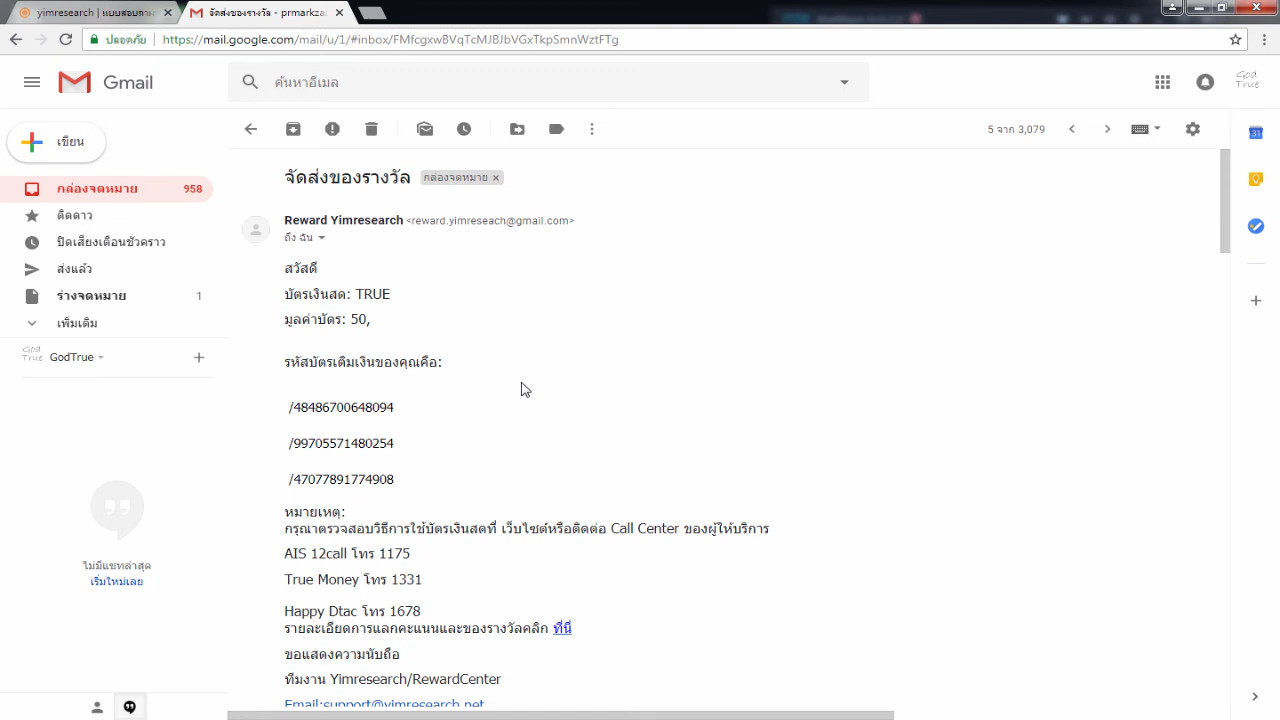 yimresearch | แบบสอบถาม
จัดส่งของรางวัล - prmarkza
ปลอดภัย
https://mail.google.com/mail/u/1/#inbox/FMfcgxwBVqTcMJBJbVGxTkpSmnWztFTg
Gmail
ค้นหาอีเมล
God True
เขียน
5 จาก 3,079
กล่องจดหมาย 958
ติดดาว
ปิดเสียงเตือนชั่วคราว
ส่งแล้ว
ร่างจดหมาย 1
เพิ่มเติม
God True GodTrue
ไม่มีแชทล่าสุด
เริ่มใหม่เลย
จัดส่งของรางวัล กล่องจดหมาย x
Reward Yimresearch <reward.yimreseach@gmail.com>
ถึง ฉัน
สวัสดี
บัตรเงินสด: TRUE
มูลค่าบัตร: 50,
รหัสบัตรเติมเงินของคุณคือ:
/48486700648094
/99705571480254
/47077891774908
หมายเหตุ:
กรุณาตรวจสอบวิธีการใช้บัตรเงินสดที่ เว็บไซต์หรือติดต่อ Call Center ของผู้ให้บริการ
AIS 12call โทร 1175
True Money โทร 1331
Happy Dtac โทร 1678
รายละเอียดการแลกคะแนนและของรางวัลคลิก ที่นี่
ขอแสดงความนับถือ
ทีมงาน Yimresearch/RewardCenter
Email:support@yimresearch.net
31